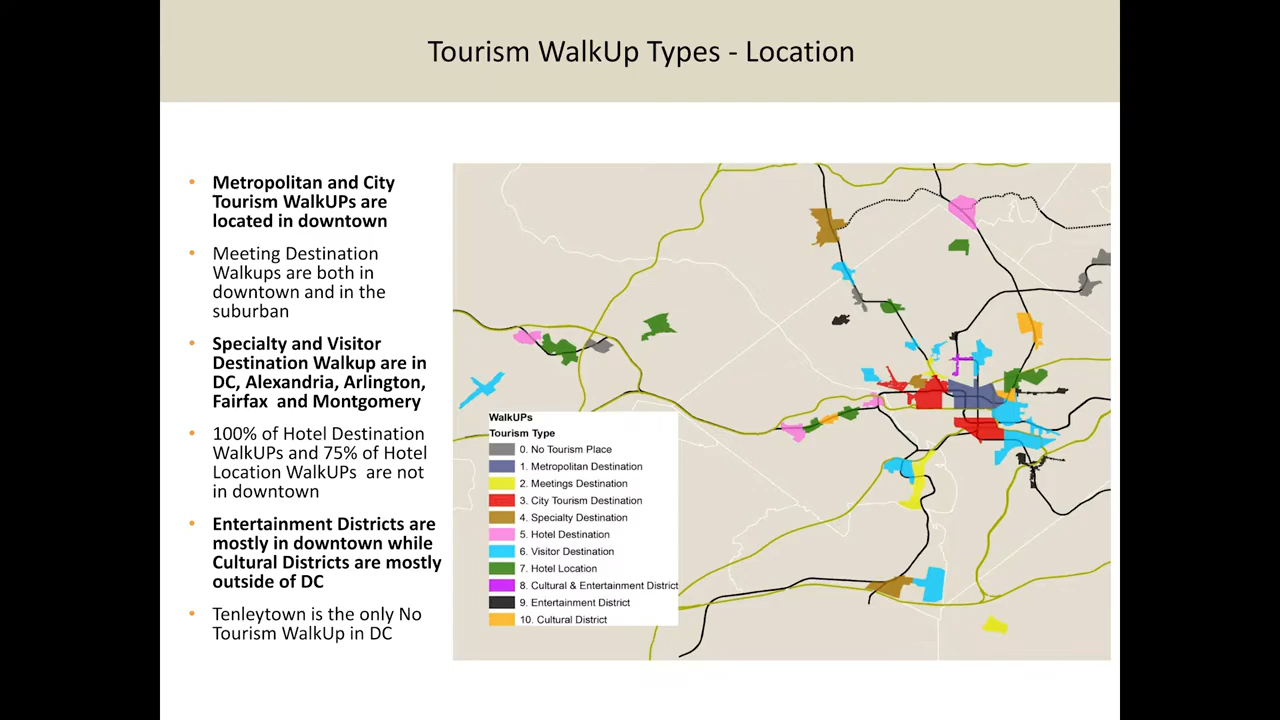 Tourism WalkUp Types - Location
• Metropolitan and City
Tourism WalkUPs are
located in downtown
• Meeting Destination
Walkups are both in
downtown and in the
suburban
• Specialty and Visitor
Destination Walkup are in
DC, Alexandria, Arlington,
Fairfax and Montgomery
• 100% of Hotel Destination
WalkUPs and 75% of Hotel
Location WalkUPs are not
in downtown
• Entertainment Districts are
mostly in downtown while
Cultural Districts are mostly
outside of DC
• Tenleytown is the only No
Tourism WalkUp in DC
WalkUPs
Tourism Type
0. No Tourism Place
1. Metropolitan Destination
2. Meetings Destination
3. City Tourism Destination
4. Specialty Destination
5. Hotel Destination
6. Visitor Destination
7. Hotel Location
8. Cultural & Entertainment District
9. Entertainment District
10. Cultural District